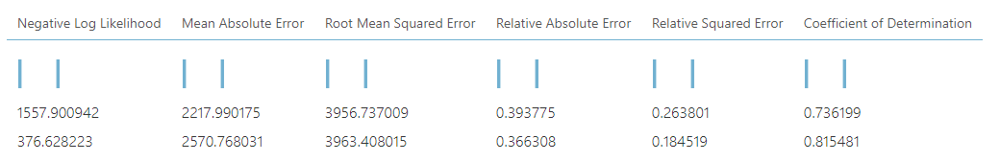 Negative Log Likelihood Mean Absolute Error Root Mean Squared Error Relative Absolute Error Relative Squared Error Coefficient of Determination
1557.900942 2217.990175 3956.737009 0.393775 0.263801 0.736199
376.628223 2570.768031 3963.408015 0.366308 0.184519 0.815481